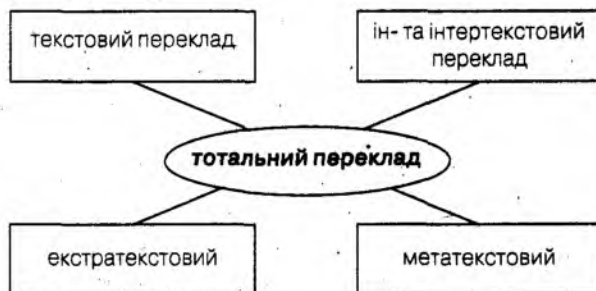 текстовий переклад
ін- та інтертекстовий
переклад
тотальний переклад
екстратекстовий
метатекстовий